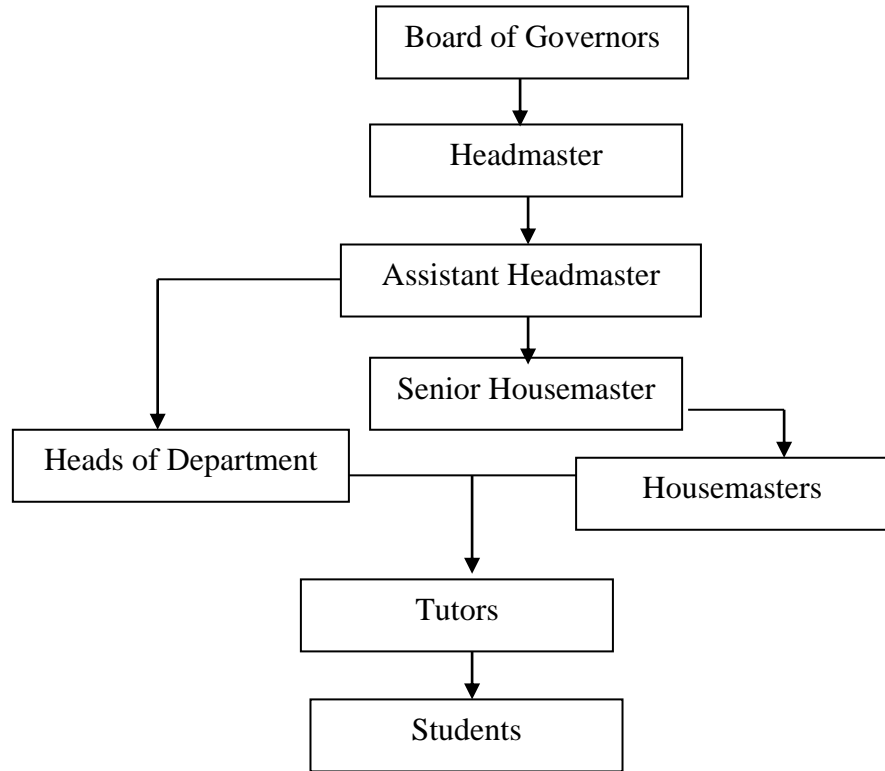 Board of Governors
Headmaster
Assistant Headmaster
Senior Housemaster
Heads of Department
Housemasters
Tutors
Students